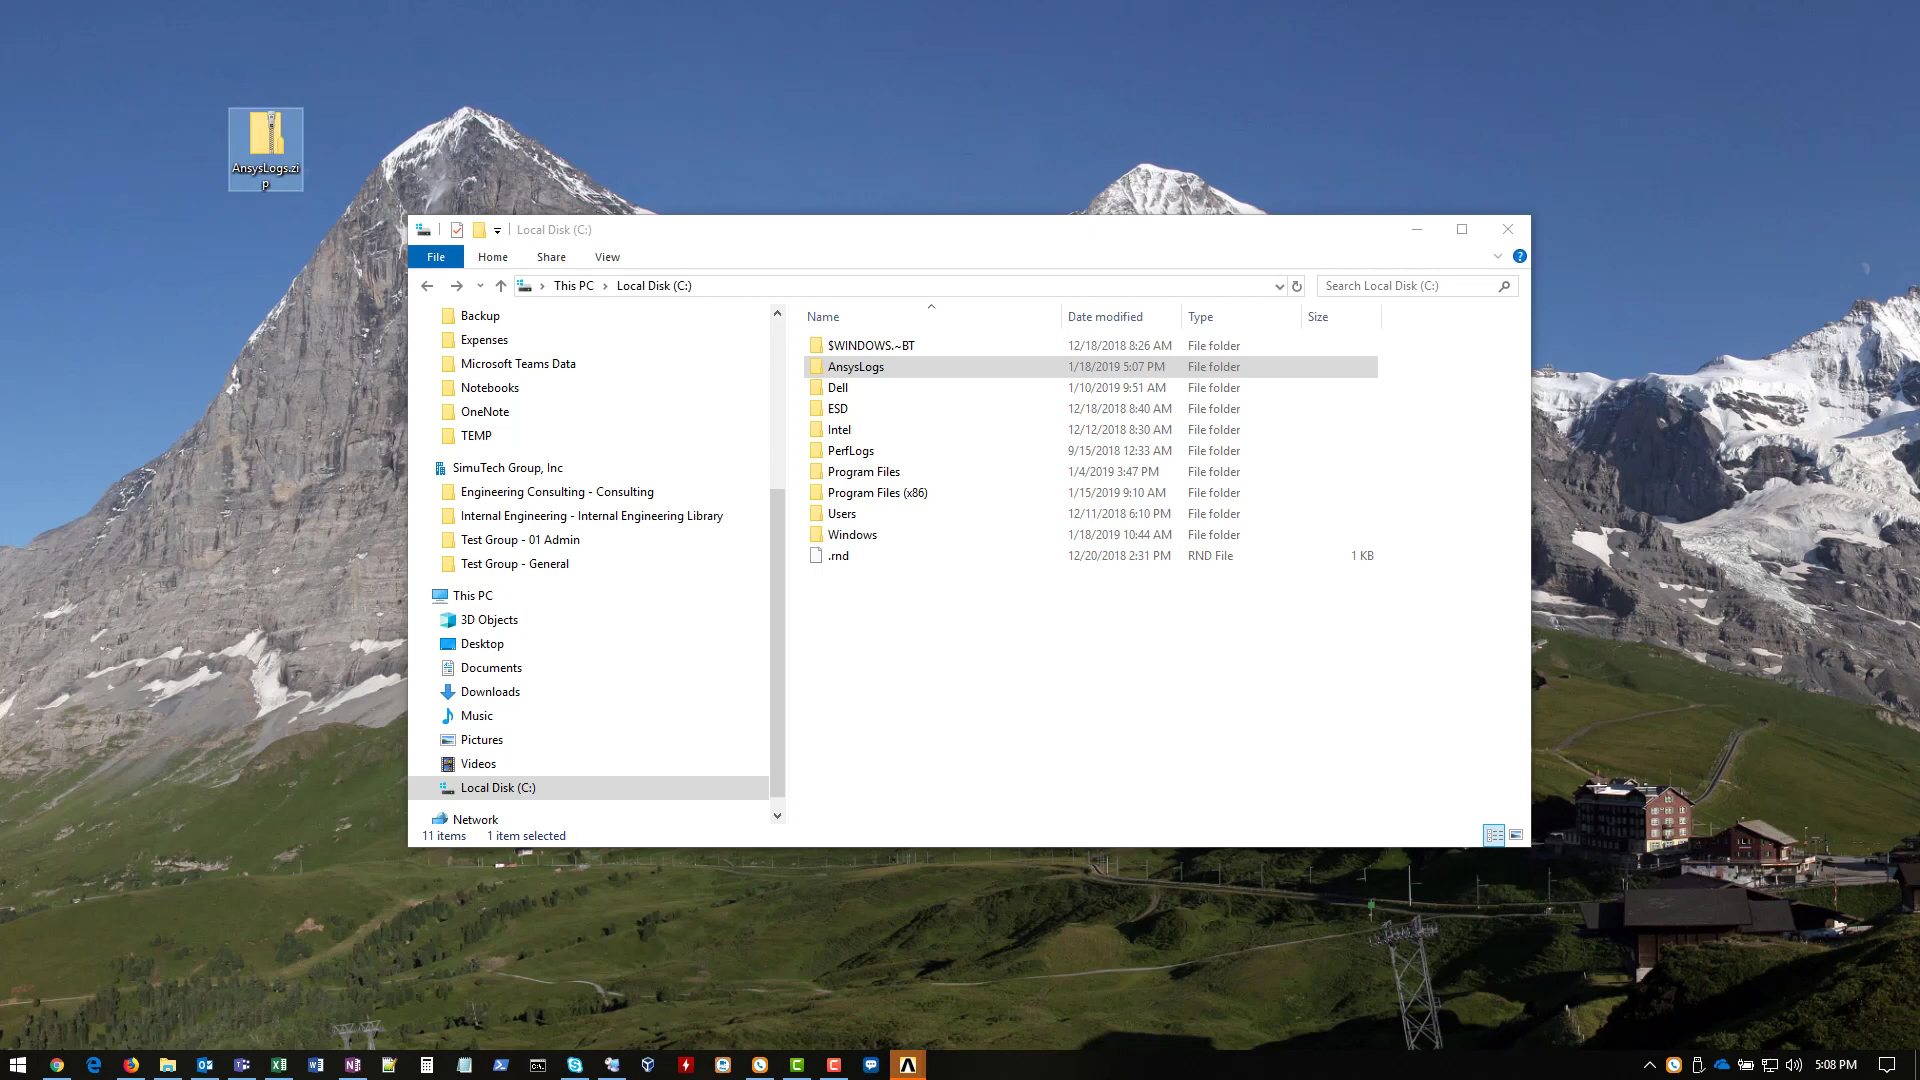 AnsysLogs.zi
p
Local Disk (C:)
File
Home
Share
View
This PC
Local Disk (C:)
Search Local Disk (C:)
Backup
Expenses
Microsoft Teams Data
Notebooks
OneNote
TEMP
SimuTech Group, Inc
Engineering Consulting - Consulting
Internal Engineering - Internal Engineering Library
Test Group - 01 Admin
Test Group - General
This PC
3D Objects
Desktop
Documents
Downloads
Music
Pictures
Videos
Local Disk (C:)
Network
Name Date modified Type Size
$WINDOWS.~BT 12/18/2018 8:26 AM File folder
AnsysLogs 1/18/2019 5:07 PM File folder
Dell 1/10/2019 9:51 AM File folder
ESD 12/18/2018 8:40 AM File folder
Intel 12/12/2018 8:30 AM File folder
PerfLogs 9/15/2018 12:33 AM File folder
Program Files 1/4/2019 3:47 PM File folder
Program Files (x86) 1/15/2019 9:10 AM File folder
Users 12/11/2018 6:10 PM File folder
Windows 1/18/2019 10:44 AM File folder
.rnd 12/20/2018 2:31 PM RND File 1 KB
11 items 1 item selected
5:08 PM